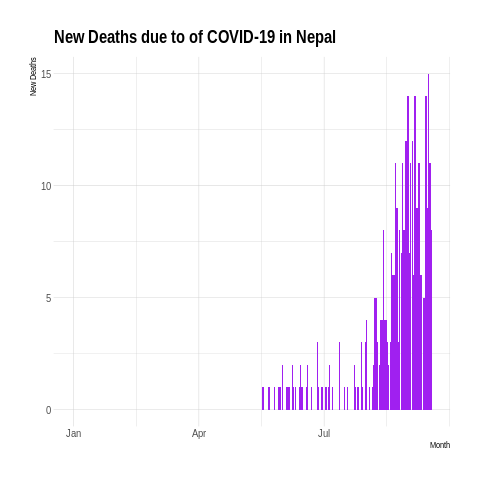 New Deaths due to of COVID-19 in Nepal
New Deaths
15
10
5
0
Jan Apr Jul
Month